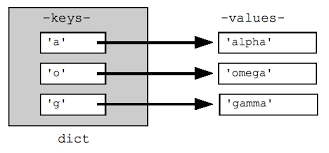 -keys- -values-
'a' 'alpha'
'o' 'omega'
'g' 'gamma'
dict